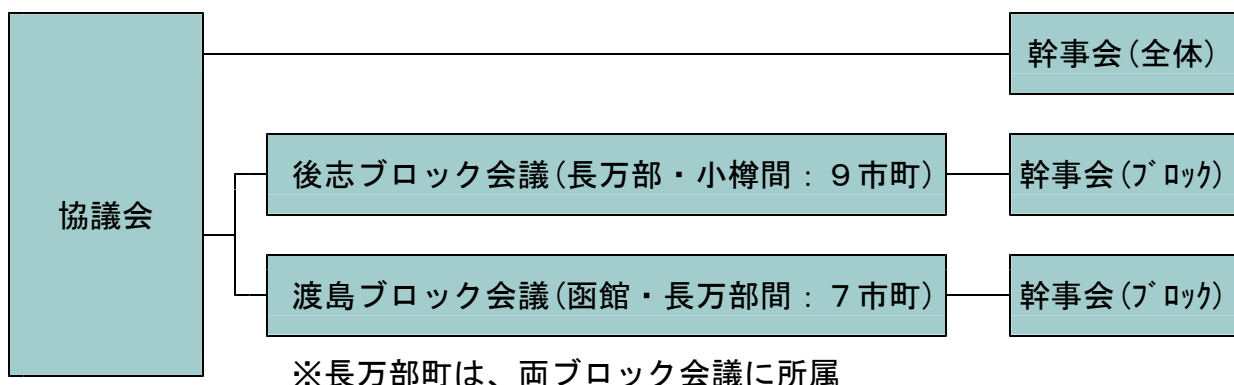 幹事会(全体)
後志ブロック会議(長万部・小樽間：９市町)
幹事会(ﾌﾞﾛｯｸ)
協議会
渡島ブロック会議(函館・長万部間：７市町)
幹事会(ﾌﾞﾛｯｸ)
※長万部町は、両ブロック会議に所属